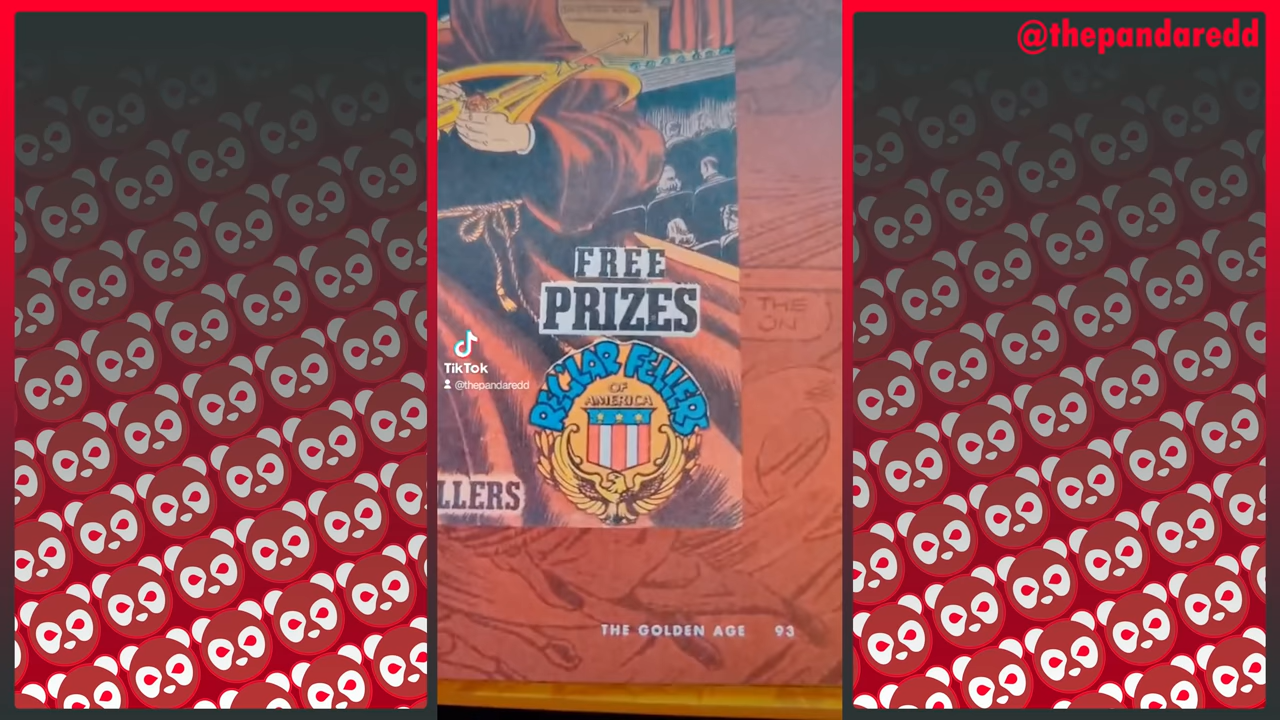 @thepandaredd
FREE
PRIZES
THE
ON
TikTok
@thepandaredd
REG'LAR FELLERS
OF
AMERICA
LLERS
THE GOLDEN AGE 93